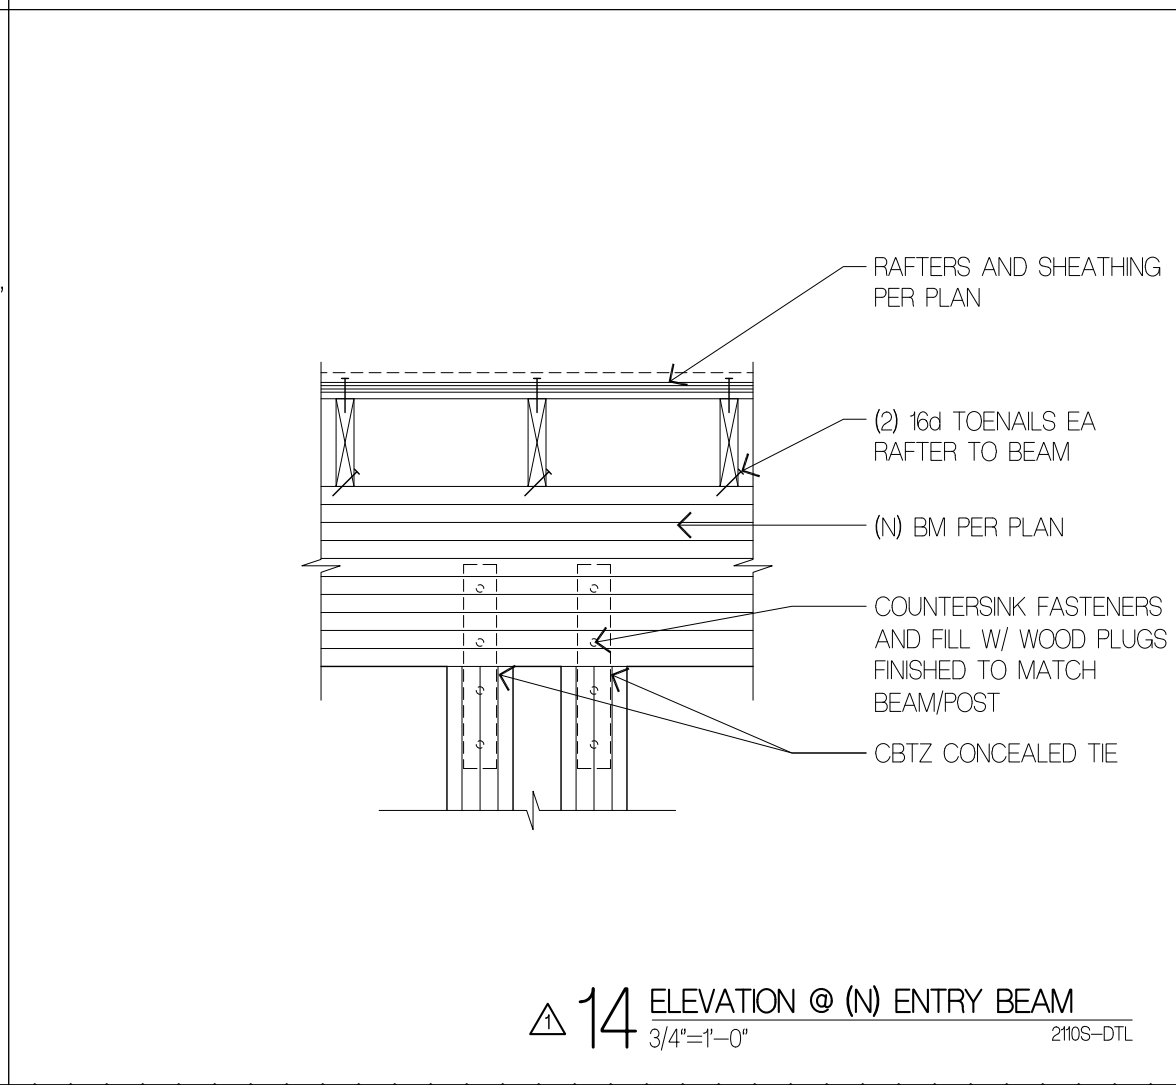 RAFTERS AND SHEATHING
PER PLAN
(2) 16d TOENAILS EA
RAFTER TO BEAM
(N) BM PER PLAN
COUNTERSINK FASTENERS
AND FILL W/ WOOD PLUGS
FINISHED TO MATCH
BEAM/POST
CBTZ CONCEALED TIE
1 14 ELEVATION @ (N) ENTRY BEAM
3/4"=1'-0" 2110S-DTL